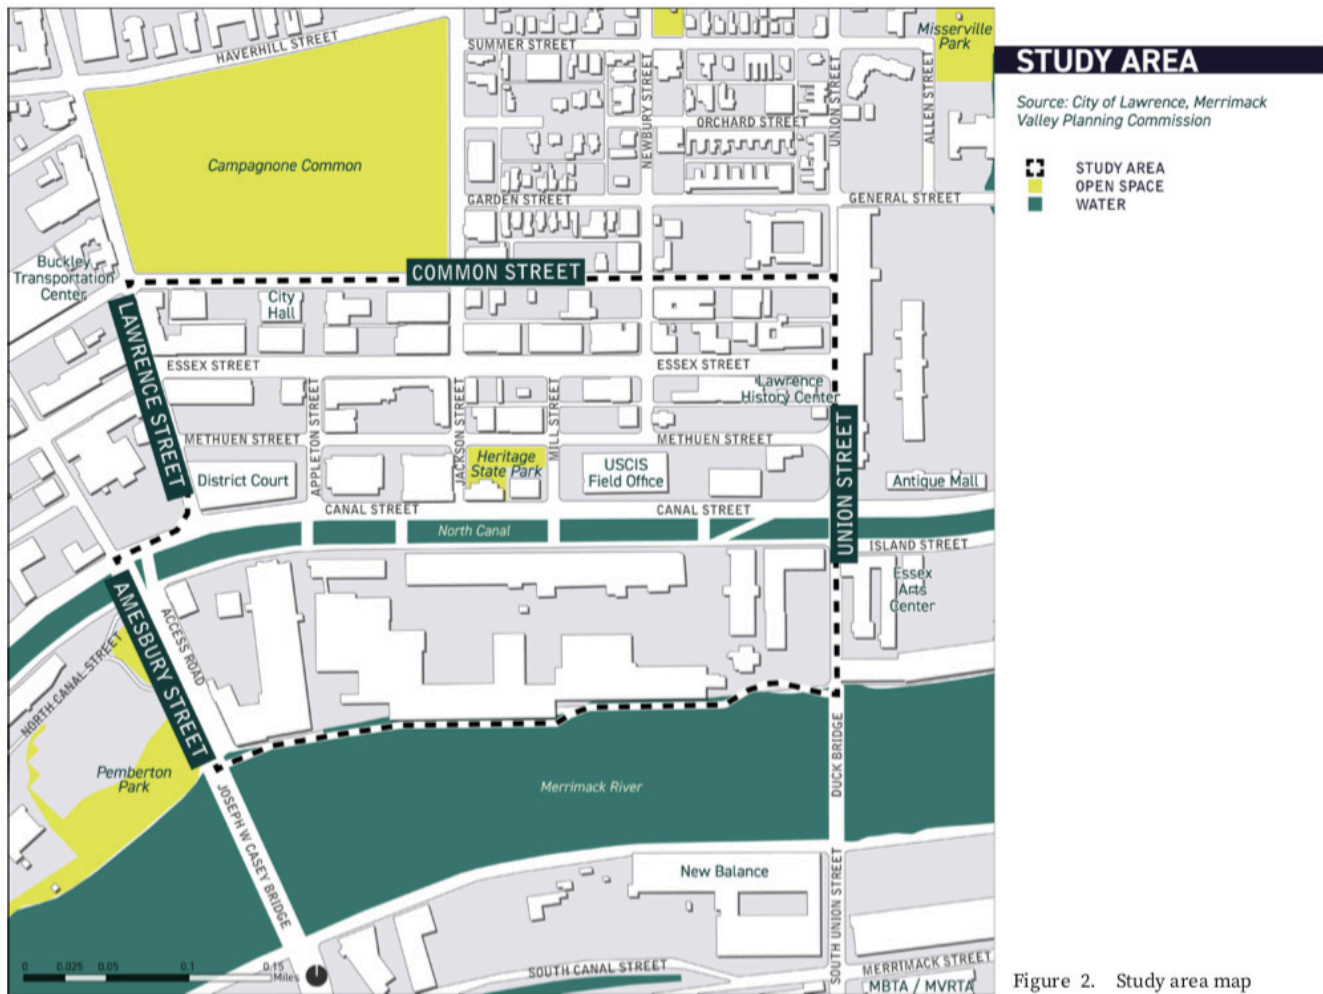 HAVERHILL STREET
SUMMER STREET
Misserville
Park
STUDY AREA
Source: City of Lawrence, Merrimack
Valley Planning Commission
STUDY AREA
OPEN SPACE
WATER
NEWBURY STREET
ORCHARD STREET
UNION STREET
ALLEN STREET
Campagnone Common
GARDEN STREET
GENERAL STREET
Buckley
Transportation
Center
COMMON STREET
LAWRENCE STREET
City
Hall
ESSEX STREET
ESSEX STREET
Lawrence
History Center
APPLETON STREET
JACKSON STREET
MILL STREET
METHUEN STREET
METHUEN STREET
District Court
Heritage
State Park
USCIS
Field Office
UNION STREET
Antique Mall
CANAL STREET
CANAL STREET
North Canal
ISLAND STREET
Essex
Arts
Center
AMESBURY STREET
ACCESS ROAD
NORTH CANAL STREET
Pemberton
Park
Merrimack River
DUCK BRIDGE
JOSEPH W CASEY BRIDGE
New Balance
SOUTH UNION STREET
0 0.025 0.05 0.1 0.15
Miles
SOUTH CANAL STREET
MERRIMACK STREET
MBTA / MVRTA
Figure 2. Study area map